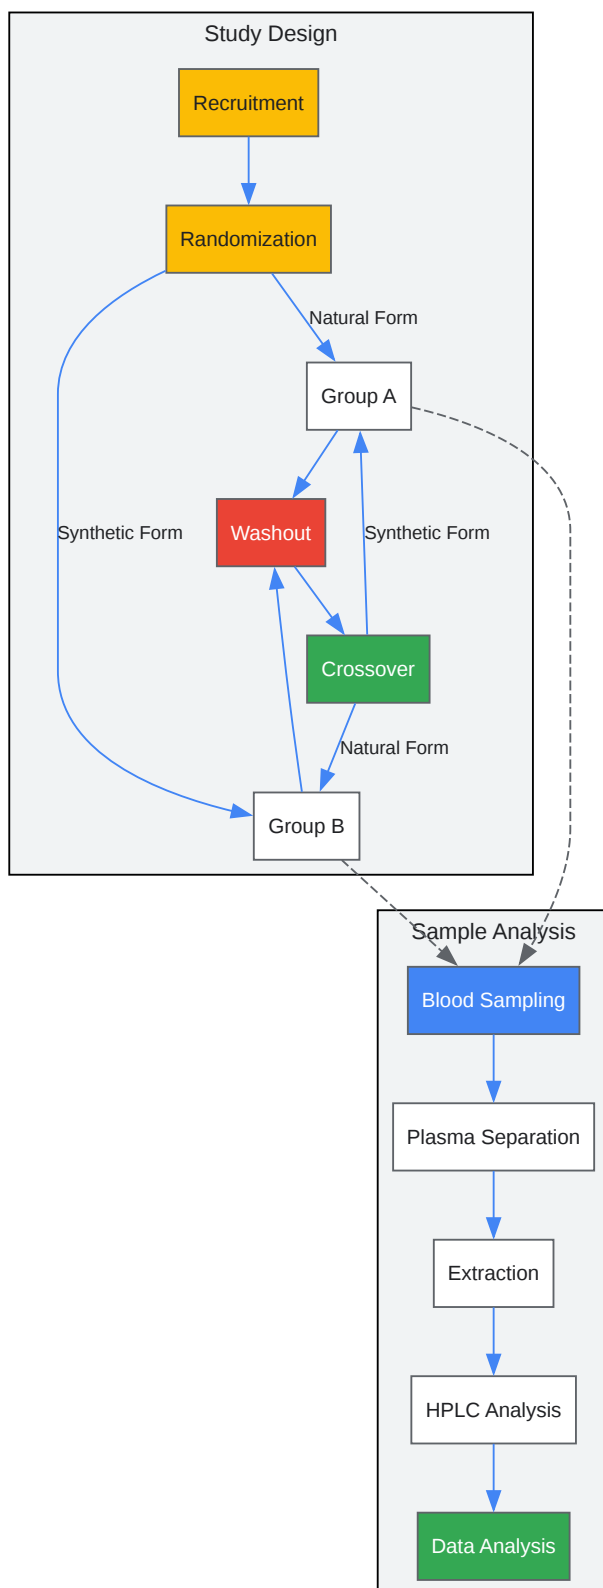 Study Design
Recruitment
Randomization
Natural Form
Group A
Synthetic Form
Washout
Synthetic Form
Crossover
Natural Form
Group B
Sample Analysis
Blood Sampling
Plasma Separation
Extraction
HPLC Analysis
Data Analysis